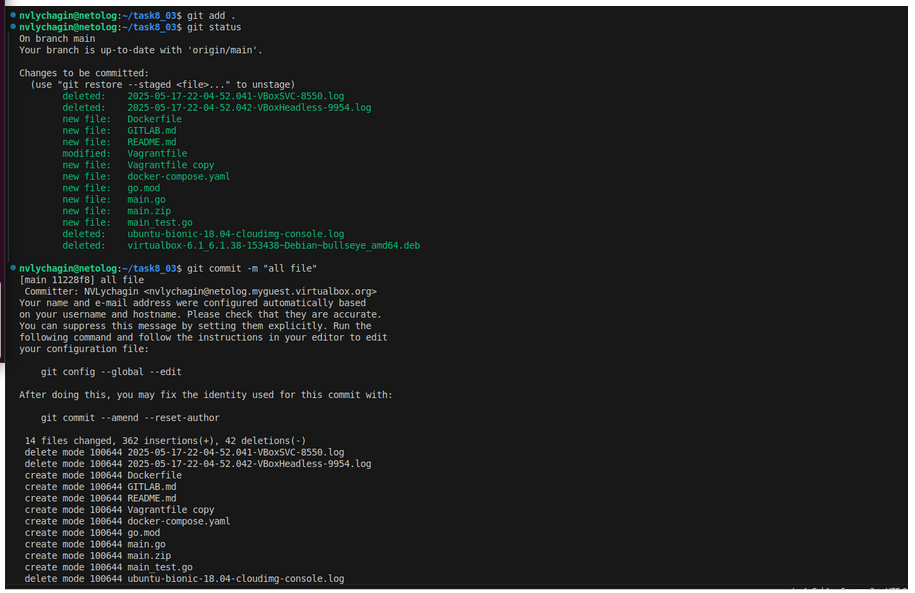 nvlychagin@netolog:~/task8_03$ git add .
nvlychagin@netolog:~/task8_03$ git status
On branch main
Your branch is up-to-date with 'origin/main'.
Changes to be committed:
  (use "git restore --staged <file>..." to unstage)
        deleted:    2025-05-17-22-04-52.041-VBoxSVC-8550.log
        deleted:    2025-05-17-22-04-52.042-VBoxHeadless-9954.log
        new file:   Dockerfile
        new file:   GITLAB.md
        new file:   README.md
        modified:   Vagrantfile
        new file:   Vagrantfile copy
        new file:   docker-compose.yaml
        new file:   go.mod
        new file:   main.go
        new file:   main.zip
        new file:   main_test.go
        deleted:    ubuntu-bionic-18.04-cloudimg-console.log
        deleted:    virtualbox-6.1_6.1.38-153438~Debian~bullseye_amd64.deb
nvlychagin@netolog:~/task8_03$ git commit -m "all file"
[main 11228f8] all file
 Committer: NVLychagin <nvlychagin@netolog.myguest.virtualbox.org>
Your name and e-mail address were configured automatically based
on your username and hostname. Please check that they are accurate.
You can suppress this message by setting them explicitly. Run the
following command and follow the instructions in your editor to edit
your configuration file:
    git config --global --edit
After doing this, you may fix the identity used for this commit with:
    git commit --amend --reset-author
 14 files changed, 362 insertions(+), 42 deletions(-)
 delete mode 100644 2025-05-17-22-04-52.041-VBoxSVC-8550.log
 delete mode 100644 2025-05-17-22-04-52.042-VBoxHeadless-9954.log
 create mode 100644 Dockerfile
 create mode 100644 GITLAB.md
 create mode 100644 README.md
 create mode 100644 Vagrantfile copy
 create mode 100644 docker-compose.yaml
 create mode 100644 go.mod
 create mode 100644 main.go
 create mode 100644 main.zip
 create mode 100644 main_test.go
 delete mode 100644 ubuntu-bionic-18.04-cloudimg-console.log